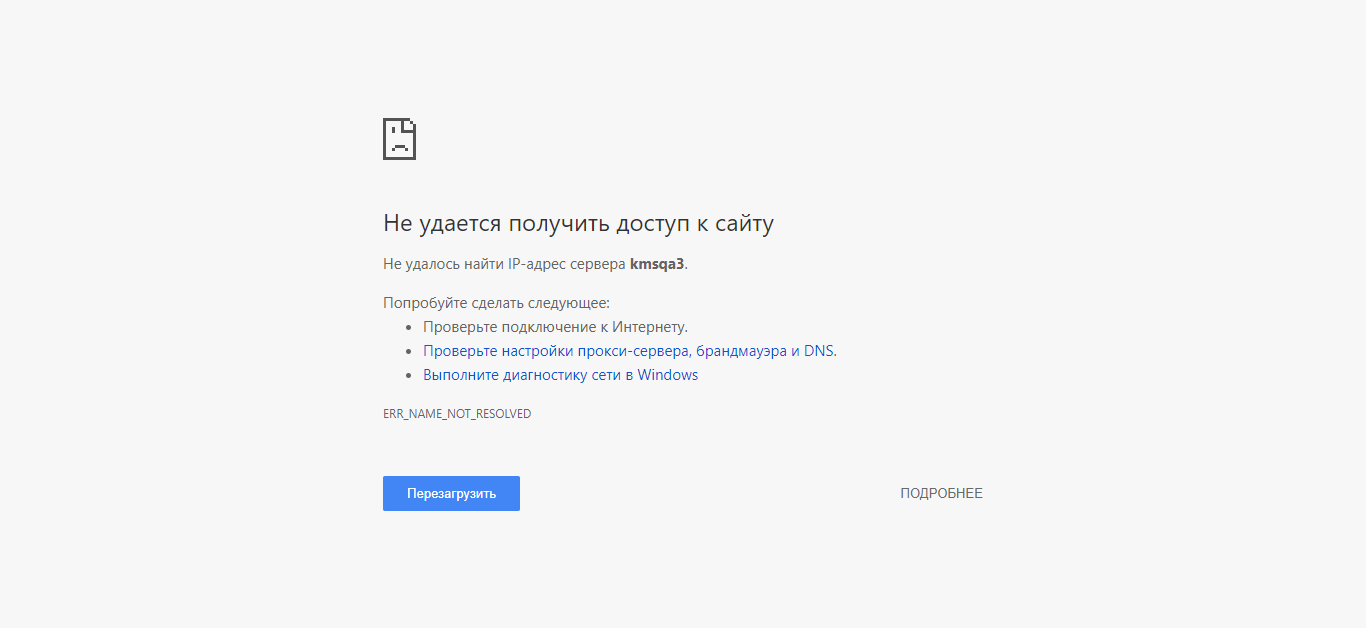 Не удается получить доступ к сайту
Не удалось найти IP-адрес сервера kmsqa3.
Попробуйте сделать следующее:
Проверьте подключение к Интернету.
Проверьте настройки прокси-сервера, брандмауэра и DNS.
Выполните диагностику сети в Windows
ERR_NAME_NOT_RESOLVED
Перезагрузить
ПОДРОБНЕЕ